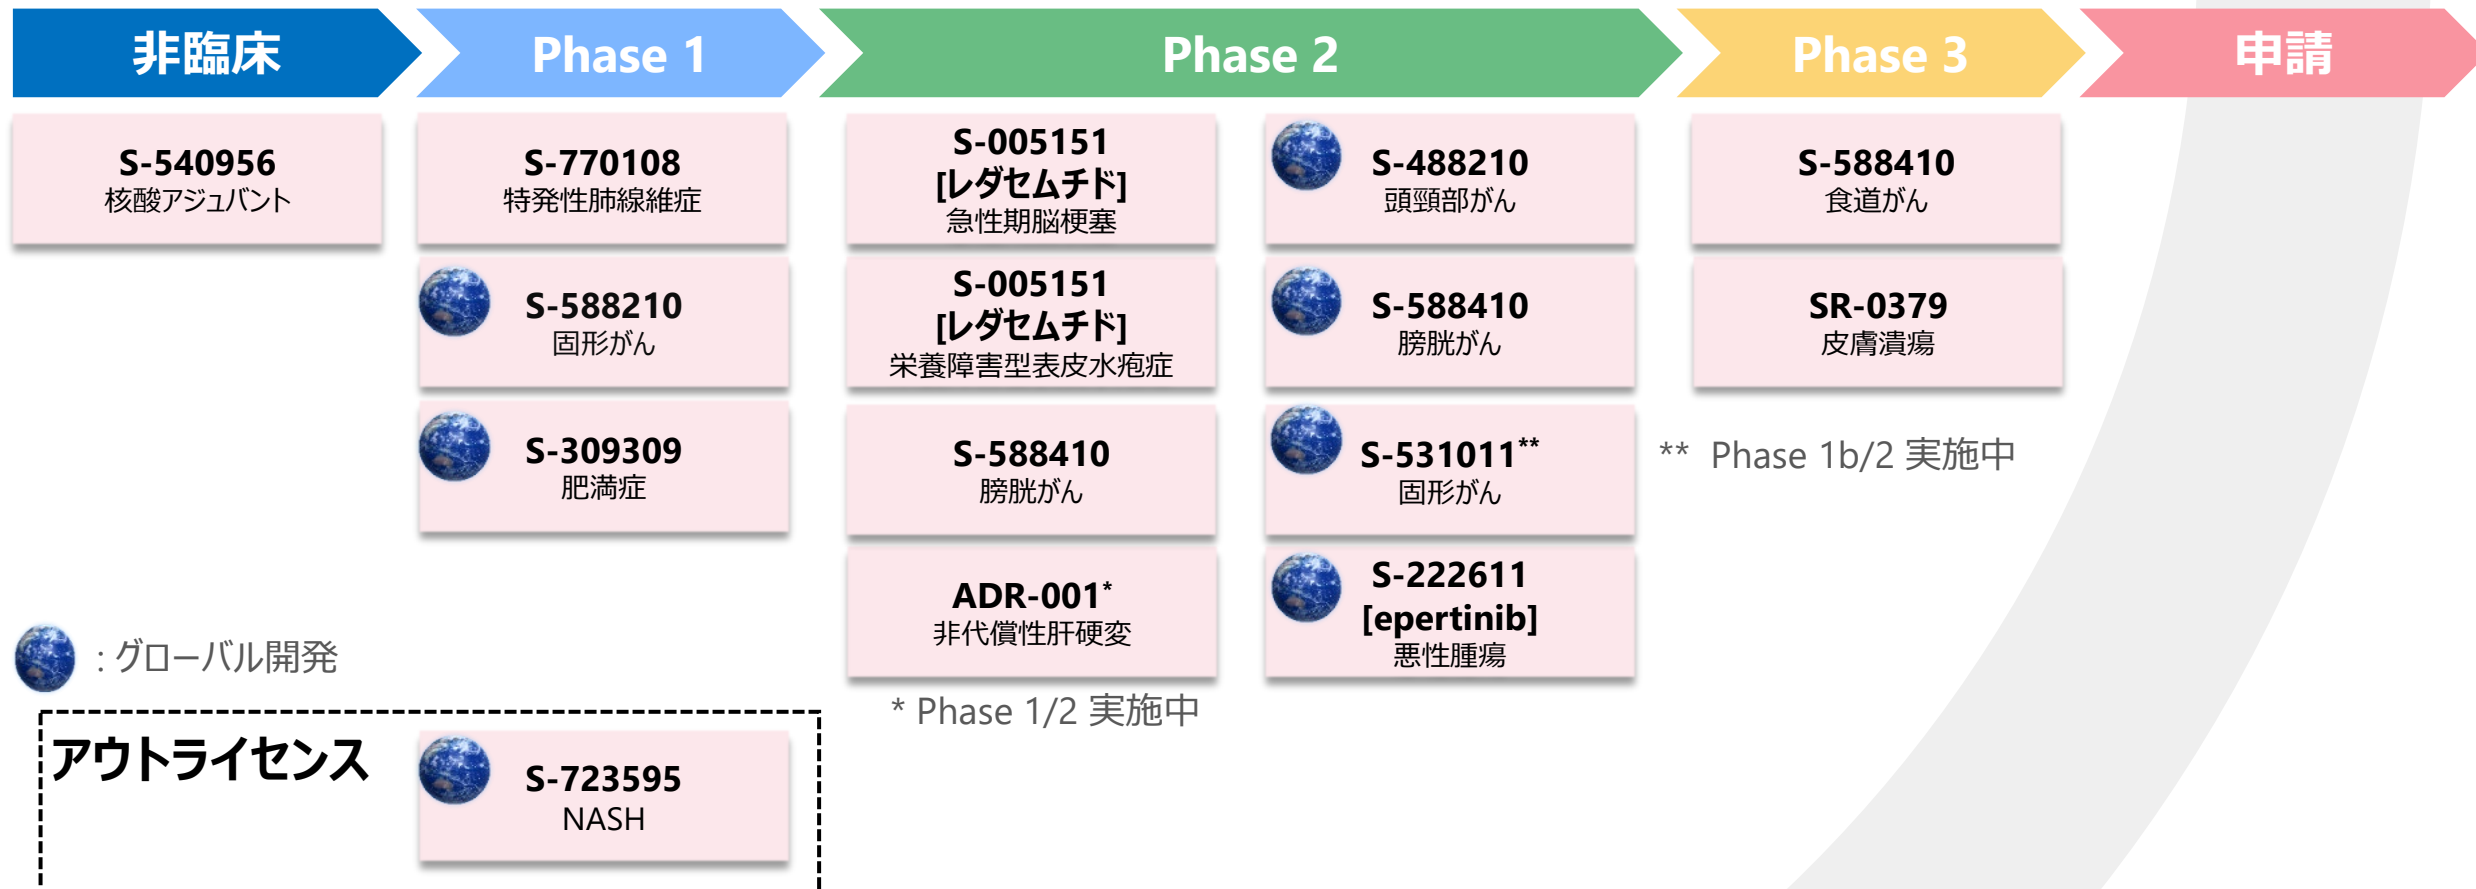 非臨床
Phase 1
Phase 2
Phase 3
申請
S-540956
核酸アジュバント
S-770108
特発性肺線維症
S-588210
固形がん
S-309309
肥満症
S-005151
[レダセムチド]
急性期脳梗塞
S-005151
[レダセムチド]
栄養障害型表皮水疱症
S-588410
膀胱がん
ADR-001*
非代償性肝硬変
* Phase 1/2 実施中
S-488210
頭頸部がん
S-588410
膀胱がん
S-531011**
固形がん
S-222611
[epertinib]
悪性腫瘍
S-588410
食道がん
SR-0379
皮膚潰瘍
** Phase 1b/2 実施中
: グローバル開発
アウトライセンス
S-723595
NASH